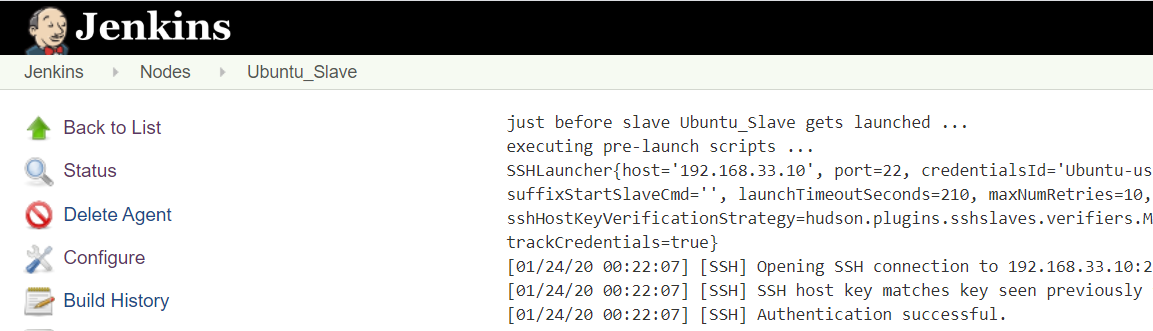 Jenkins
Jenkins Nodes Ubuntu_Slave
Back to List
Status
Delete Agent
Configure
Build History
just before slave Ubuntu_Slave gets launched ...
executing pre-launch scripts ...
SSHLauncher{host='192.168.33.10', port=22, credentialsId='Ubuntu-us
suffixStartSlaveCmd='', launchTimeoutSeconds=210, maxNumRetries=10,
sshHostKeyVerificationStrategy=hudson.plugins.sshslaves.verifiers.M
trackCredentials=true}
[01/24/20 00:22:07] [SSH] Opening SSH connection to 192.168.33.10:2
[01/24/20 00:22:07] [SSH] SSH host key matches key seen previously
[01/24/20 00:22:07] [SSH] Authentication successful.